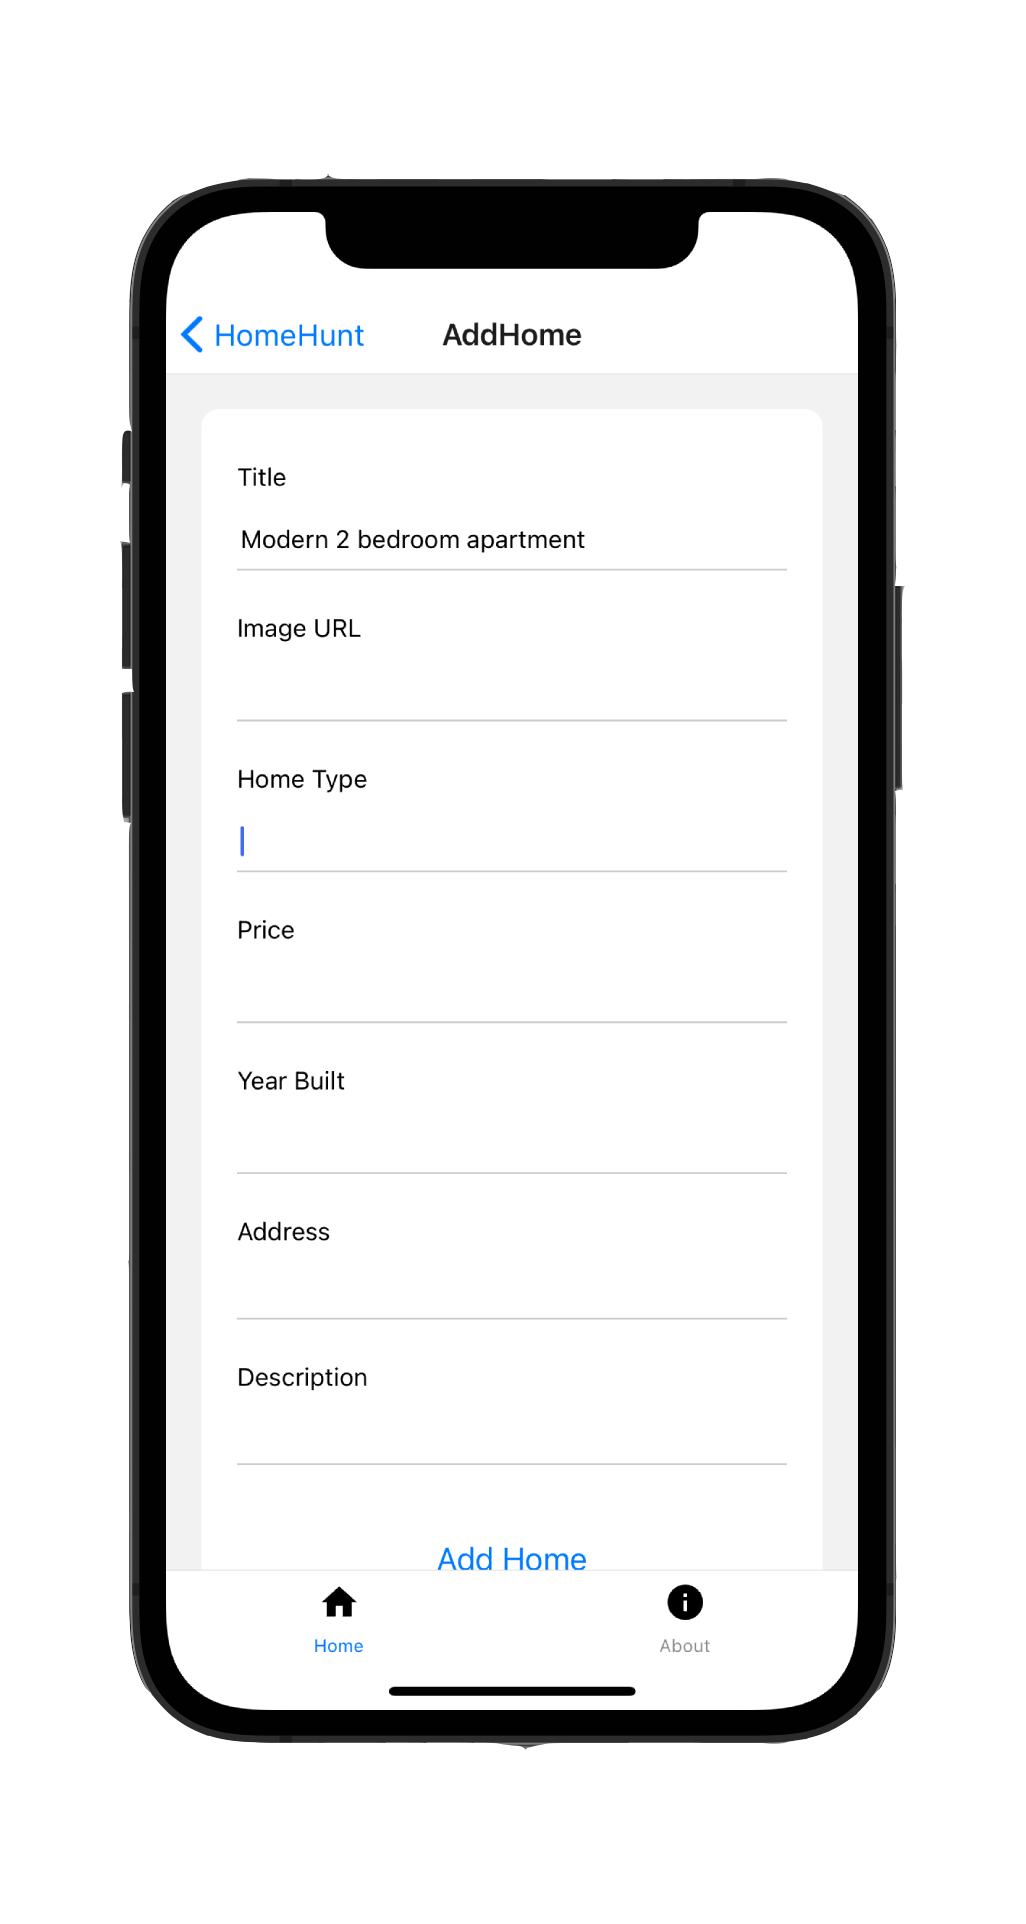 HomeHunt AddHome
Title
Modern 2 bedroom apartment
Image URL
Home Type
Price
Year Built
Address
Description
Add Home
Home About